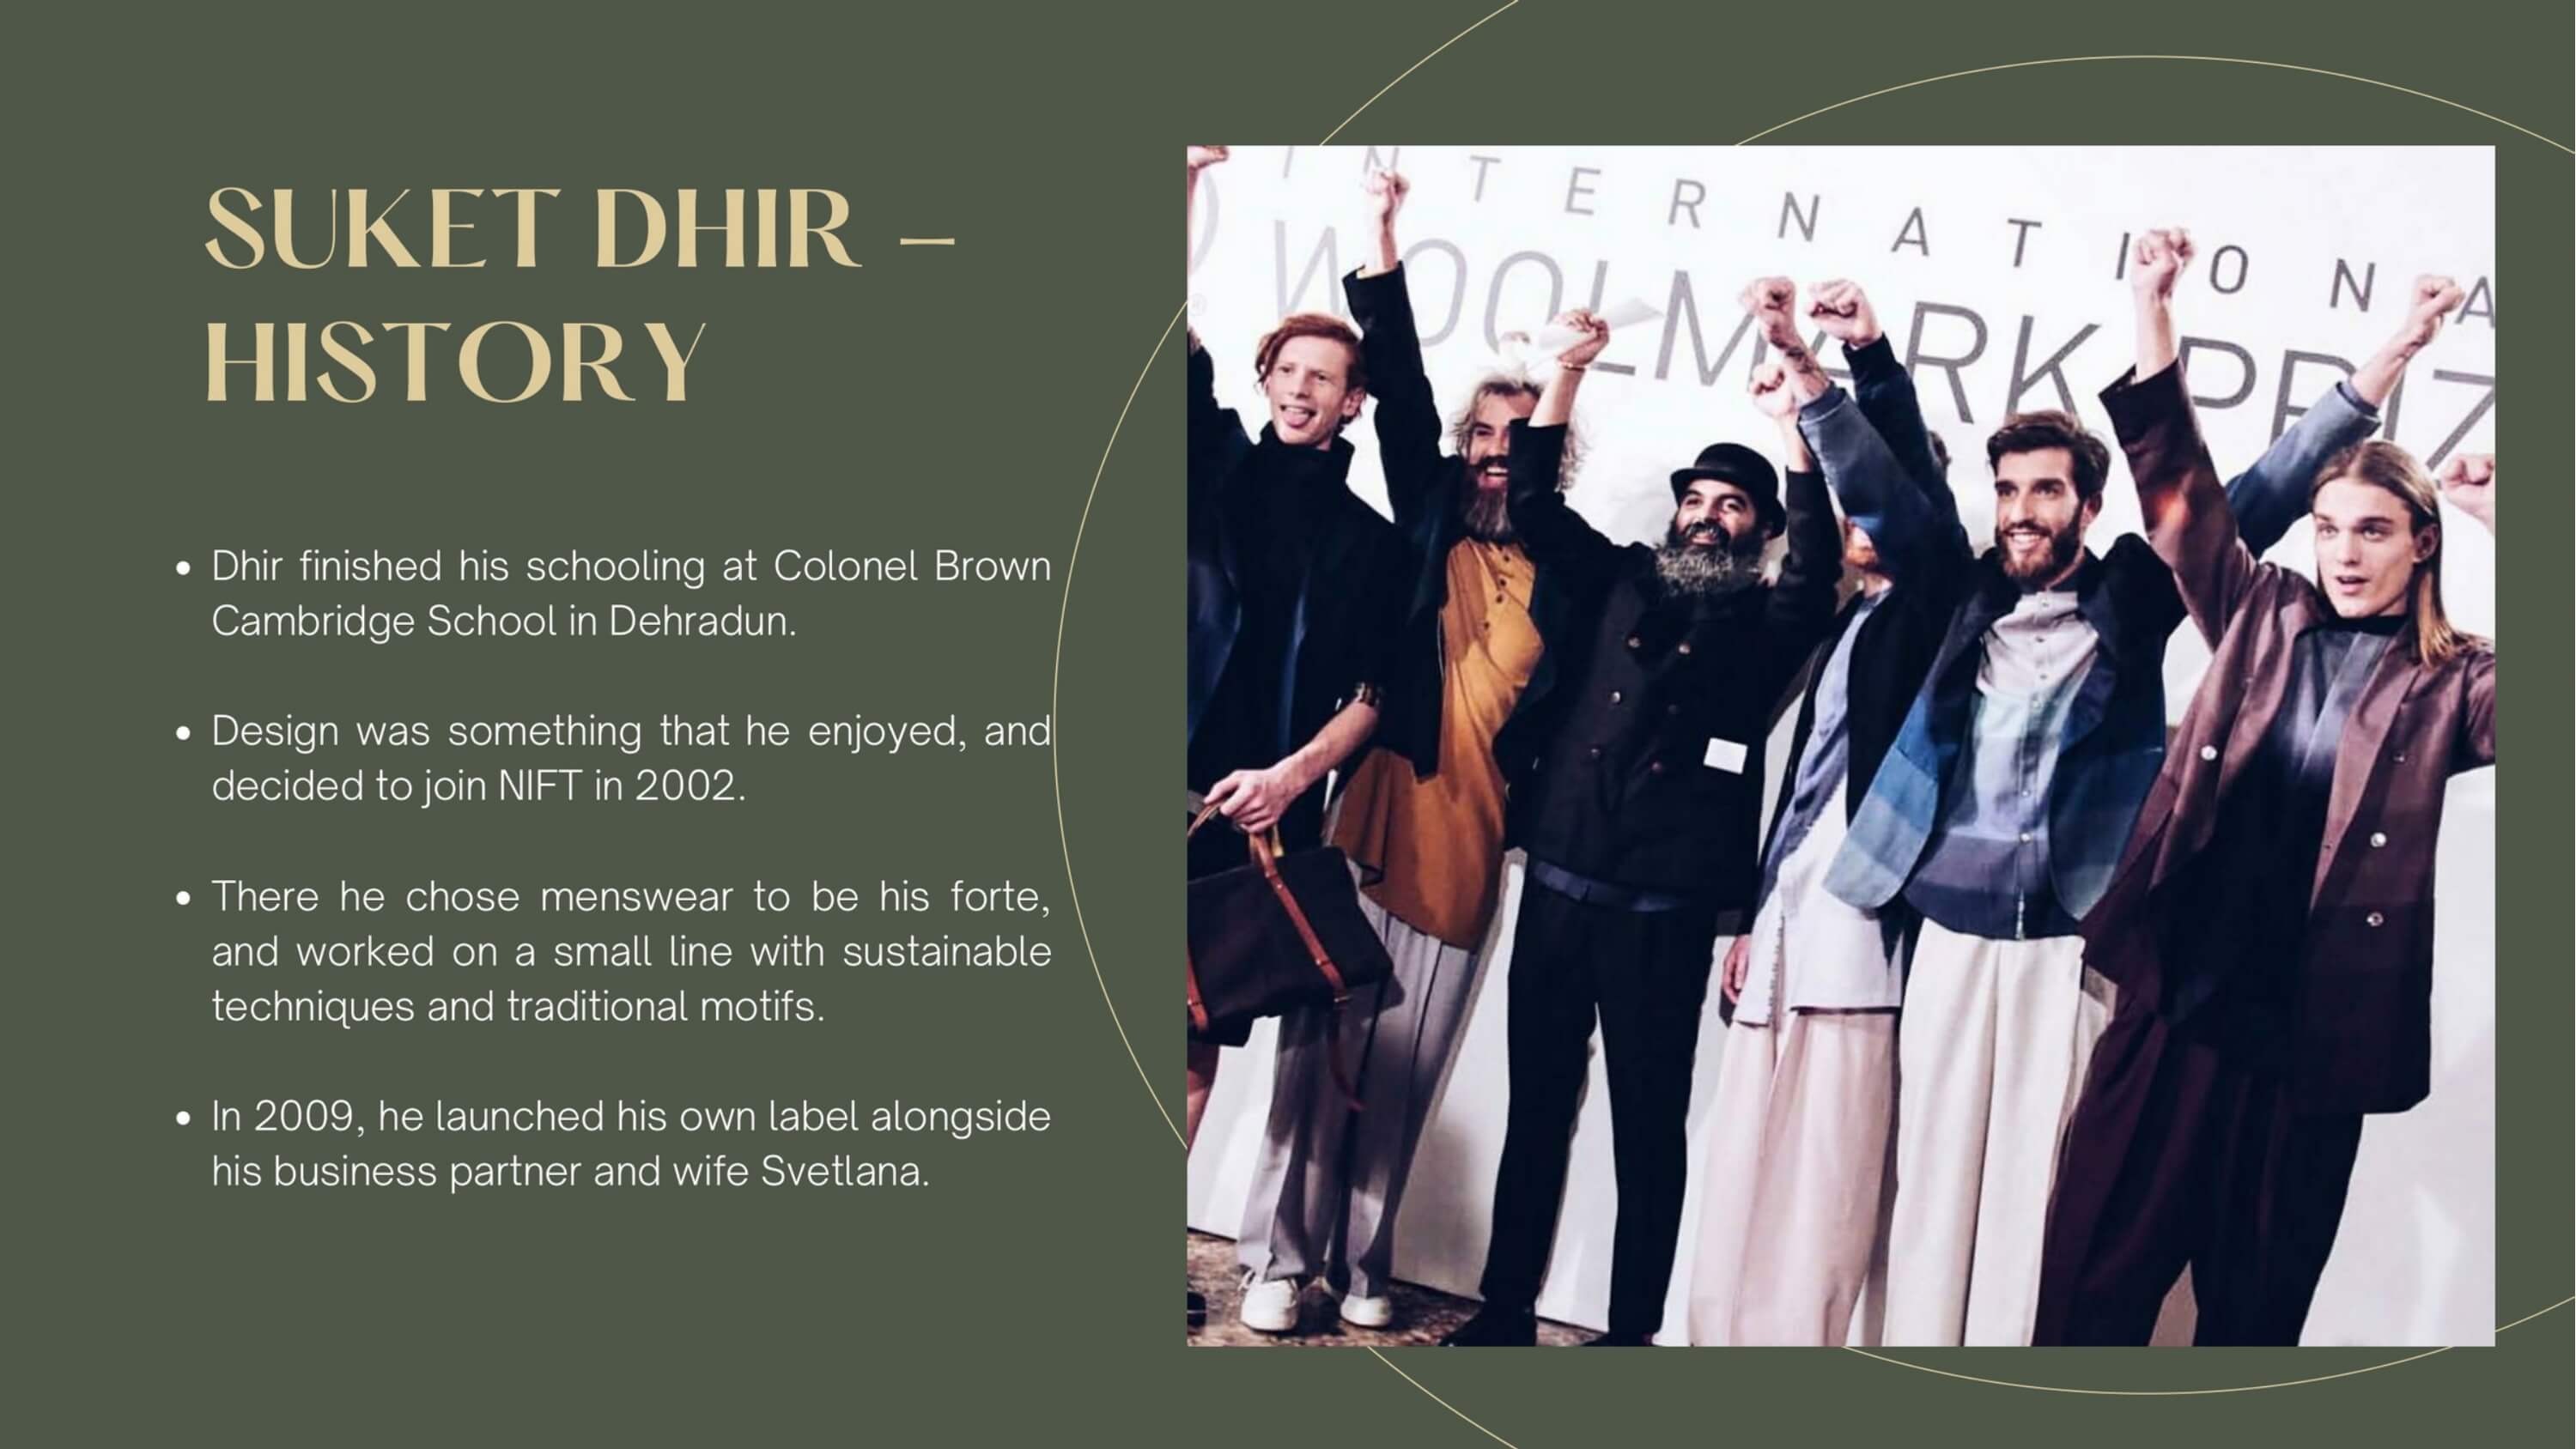 SUKET DHIR –
HISTORY
• Dhir finished his schooling at Colonel Brown
Cambridge School in Dehradun.
• Design was something that he enjoyed, and
decided to join NIFT in 2002.
• There he chose menswear to be his forte,
and worked on a small line with sustainable
techniques and traditional motifs.
• In 2009, he launched his own label alongside
his business partner and wife Svetlana.
INTERNATIONA
WOOLMARK PRIZ